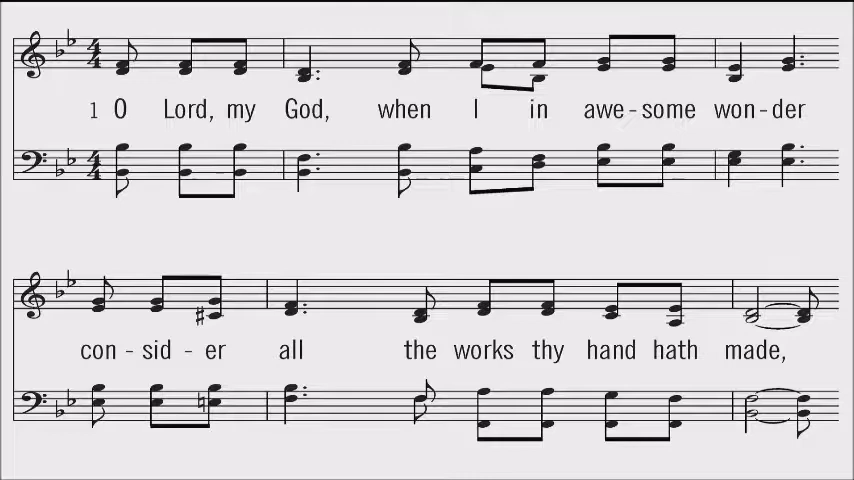 1 O Lord, my God, when I in awe - some won - der
con - sid - er all the works thy hand hath made,